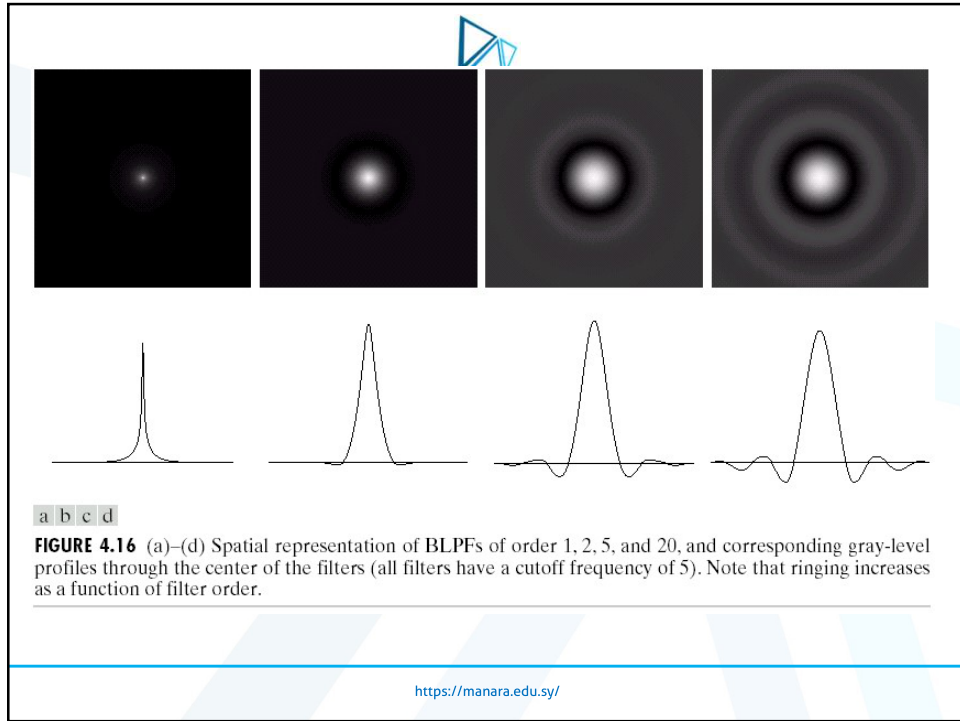 a b c d
FIGURE 4.16 (a)–(d) Spatial representation of BLPFs of order 1, 2, 5, and 20, and corresponding gray-level
profiles through the center of the filters (all filters have a cutoff frequency of 5). Note that ringing increases
as a function of filter order.
https://manara.edu.sy/